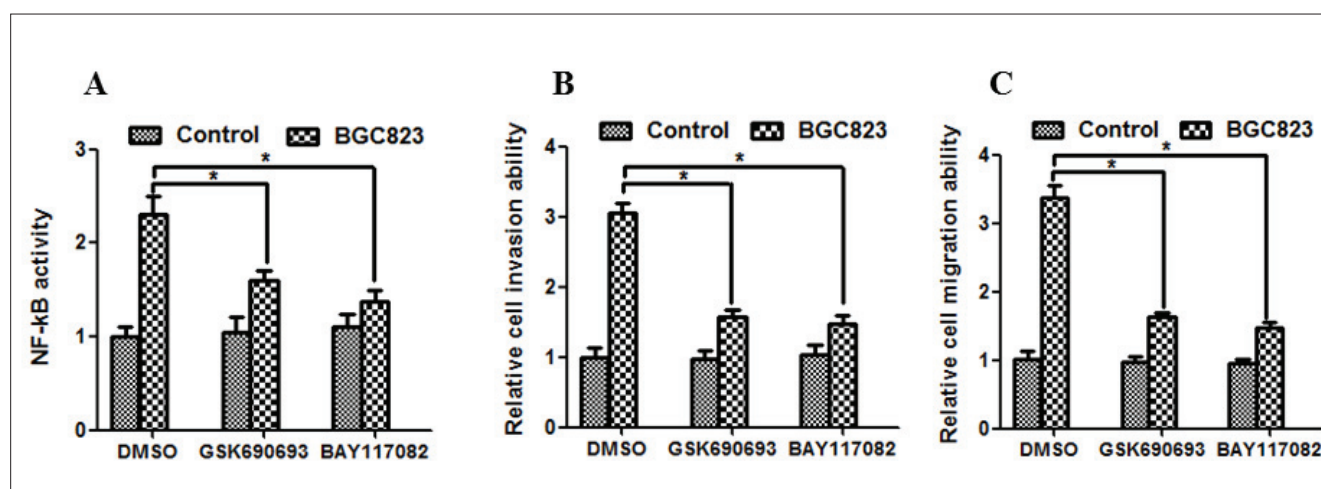 A
Control BGC823
NF-kB activity
3
2
1
0
*
*
DMSO GSK690693 BAY117082
B
Control BGC823
Relative cell invasion ability
4
3
2
1
0
*
*
DMSO GSK690693 BAY117082
C
Control BGC823
Relative cell migration ability
4
3
2
1
0
*
*
DMSO GSK690693 BAY117082